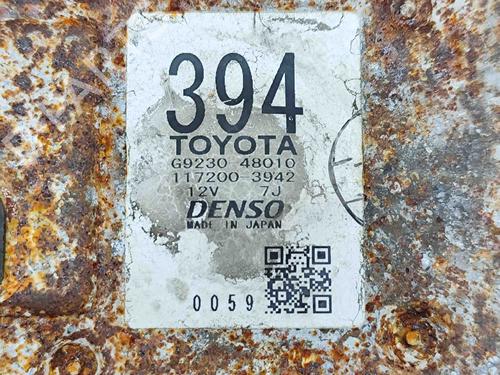 394
TOYOTA
G9230 48010
117200-3942
12V 7J
DENSO
MADE IN JAPAN
0059